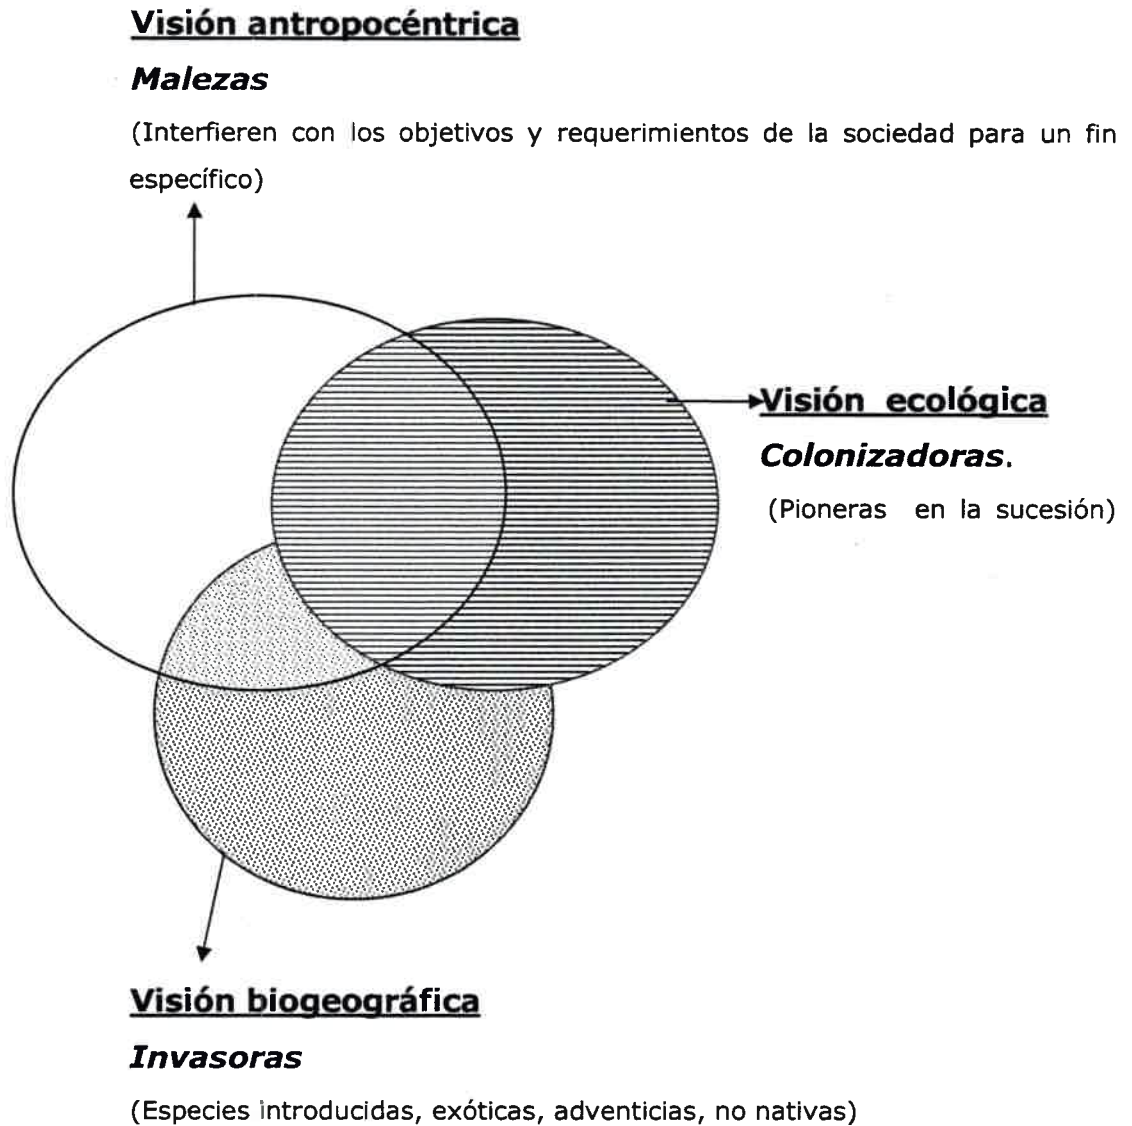 Visión antropocéntrica
Malezas
(Interfieren con los objetivos y requerimientos de la sociedad para un fin
específico)
Visión ecológica
Colonizadoras.
(Pioneras en la sucesión)
Visión biogeográfica
Invasoras
(Especies introducidas, exóticas, adventicias, no nativas)